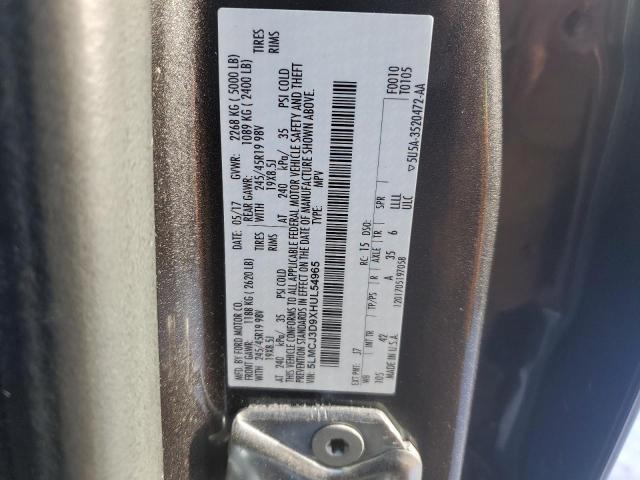 MFD. BY FORD MOTOR CO.
DATE: 05/17 GVWR: 2268 KG ( 5000 LB)
FRONT GAWR: 1188 KG (2620 LB) REAR GAWR: 1089 KG ( 2400 LB)
WITH 245/45R19 98V TIRES WITH 245/45R19 98V TIRES
19X8.5J RIMS 19X8.5J RIMS
AT 240 kPa/ 35 PSI COLD AT 240 kPa/ 35 PSI COLD
THIS VEHICLE CONFORMS TO ALL APPLICABLE FEDERAL MOTOR VEHICLE SAFETY AND THEFT
PREVENTION STANDARDS IN EFFECT ON THE DATE OF MANUFACTURE SHOWN ABOVE.
VIN: 5LMCJ3D9XHUL54965 TYPE: MPV
F0010
T0105
EXT PNT: J7 RC: 15 DSO:
WB INT TR TP/PS R AXLE TR SPR
105 42 A 35 6 LLLL
MADE IN U.S.A. ULC
12017051970SB
▽5U5A-3520472-AA